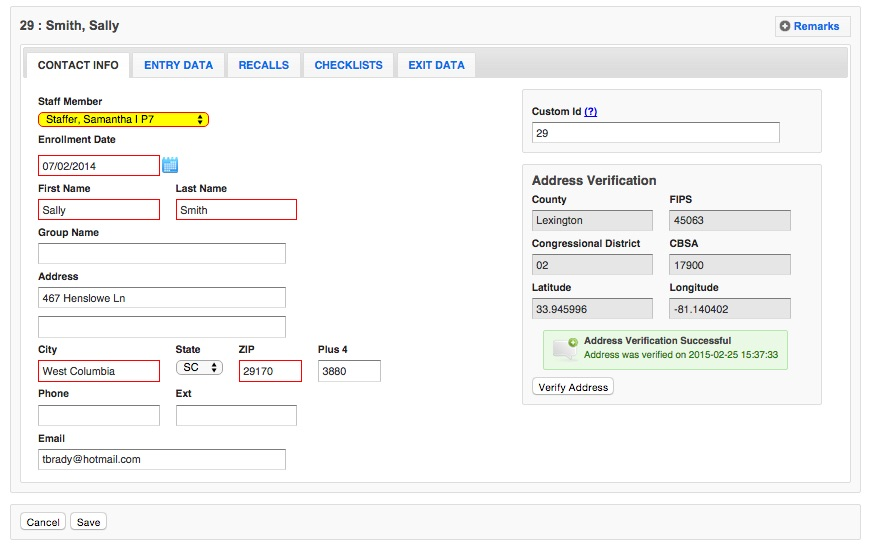 29 : Smith, Sally
Remarks
CONTACT INFO ENTRY DATA RECALLS CHECKLISTS EXIT DATA
Staff Member
Staffer, Samantha I P7
Enrollment Date
07/02/2014
First Name Last Name
Sally Smith
Group Name
Address
467 Henslowe Ln
City State ZIP Plus 4
West Columbia SC 29170 3880
Phone Ext
Email
tbrady@hotmail.com
Custom Id (?)
29
Address Verification
County FIPS
Lexington 45063
Congressional District CBSA
02 17900
Latitude Longitude
33.945996 -81.140402
Address Verification Successful
Address was verified on 2015-02-25 15:37:33
Verify Address
Cancel Save